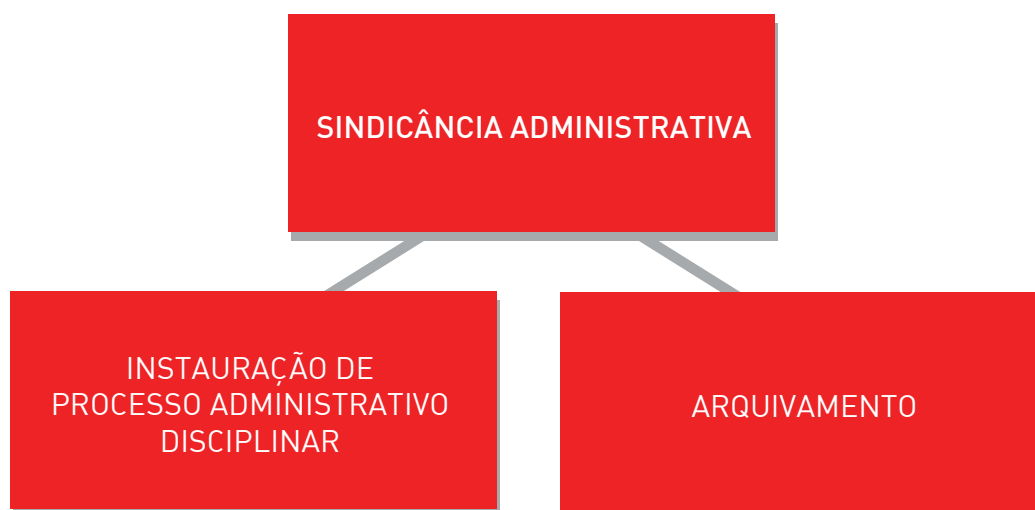 SINDICÂNCIA ADMINISTRATIVA
INSTAURAÇÃO DE
PROCESSO ADMINISTRATIVO
DISCIPLINAR
ARQUIVAMENTO